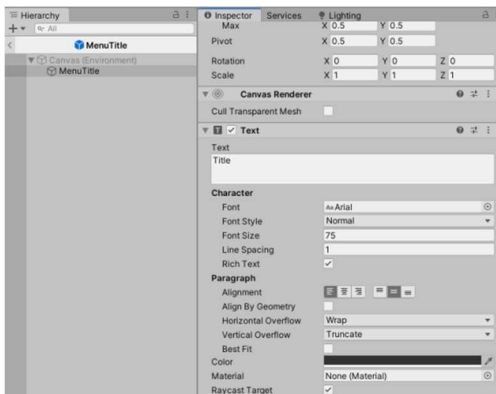 Hierarchy
All
MenuTitle
Canvas (Environment)
MenuTitle
Inspector Services Lighting
Max X 0.5 Y 0.5
Pivot X 0.5 Y 0.5
Rotation X 0 Y 0 Z 0
Scale X 1 Y 1 Z 1
Canvas Renderer
Cull Transparent Mesh
Text
Text
Title
Character
Font Aa Arial
Font Style Normal
Font Size 75
Line Spacing 1
Rich Text
Paragraph
Alignment
Align By Geometry
Horizontal Overflow Wrap
Vertical Overflow Truncate
Best Fit
Color
Material None (Material)
Raycast Target